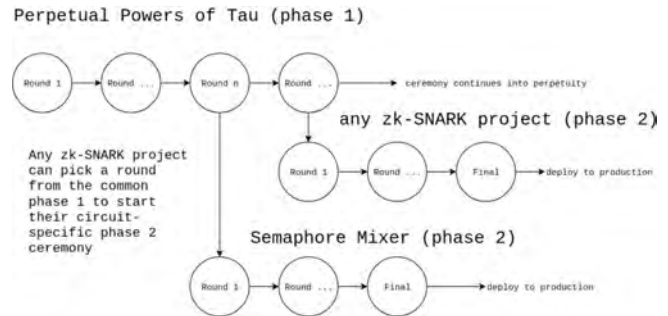 Perpetual Powers of Tau (phase 1)
Round 1
Round ...
Round n
Round ...
ceremony continues into perpetuity
any zk-SNARK project (phase 2)
Any zk-SNARK project
can pick a round
from the common
phase 1 to start
their circuit-
specific phase 2
ceremony
Round 1
Round ...
Final
deploy to production
Semaphore Mixer (phase 2)
Round 1
Round ...
Final
deploy to production